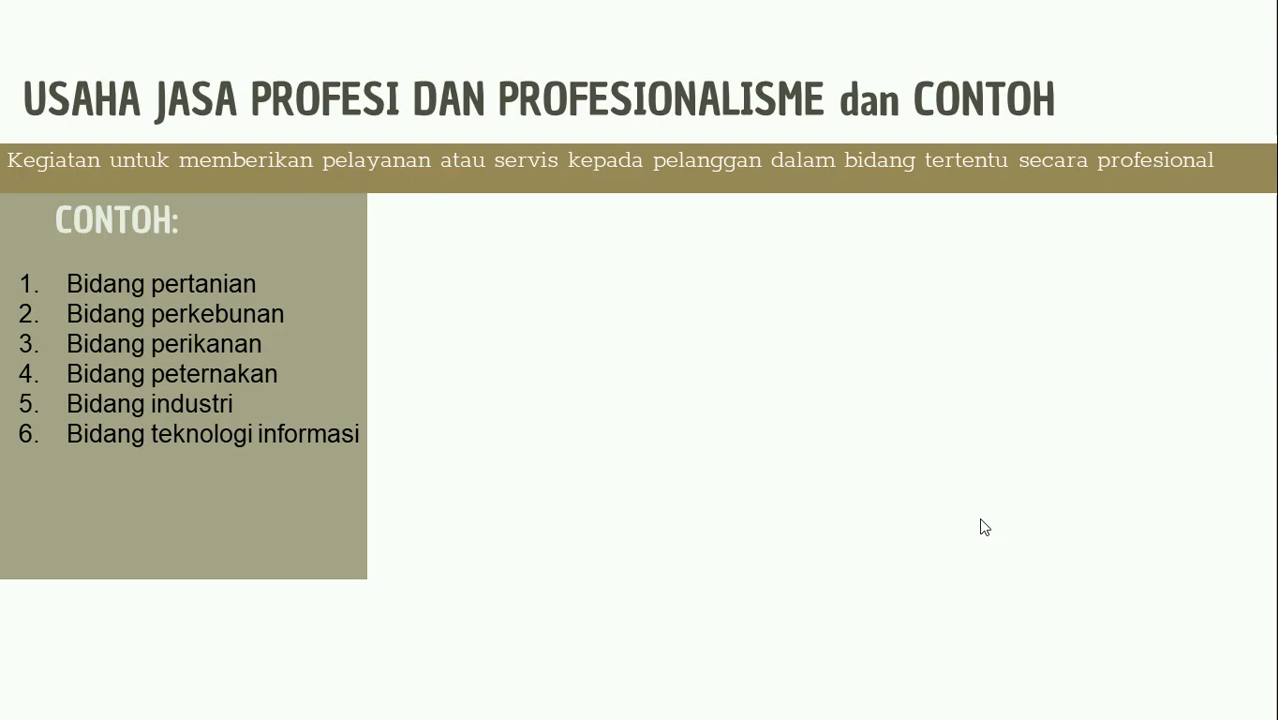 USAHA JASA PROFESI DAN PROFESIONALISME dan CONTOH
Kegiatan untuk memberikan pelayanan atau servis kepada pelanggan dalam bidang tertentu secara profesional
CONTOH:
1. Bidang pertanian
2. Bidang perkebunan
3. Bidang perikanan
4. Bidang peternakan
5. Bidang industri
6. Bidang teknologi informasi